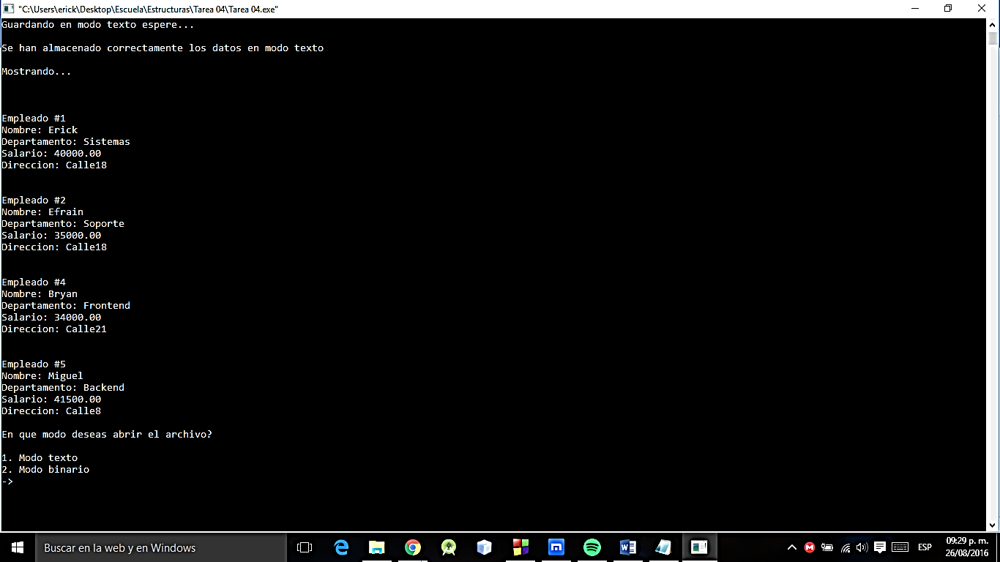 "C:\Users\erick\Desktop\Escuela\Estructuras\Tarea 04\Tarea 04.exe"
Guardando en modo texto espere...
Se han almacenado correctamente los datos en modo texto
Mostrando...
Empleado #1
Nombre: Erick
Departamento: Sistemas
Salario: 40000.00
Direccion: Calle18
Empleado #2
Nombre: Efrain
Departamento: Soporte
Salario: 35000.00
Direccion: Calle18
Empleado #4
Nombre: Bryan
Departamento: Frontend
Salario: 34000.00
Direccion: Calle21
Empleado #5
Nombre: Miguel
Departamento: Backend
Salario: 41500.00
Direccion: Calle8
En que modo deseas abrir el archivo?
1. Modo texto
2. Modo binario
->
Buscar en la web y en Windows
ESP
09:29 p. m.
26/08/2016